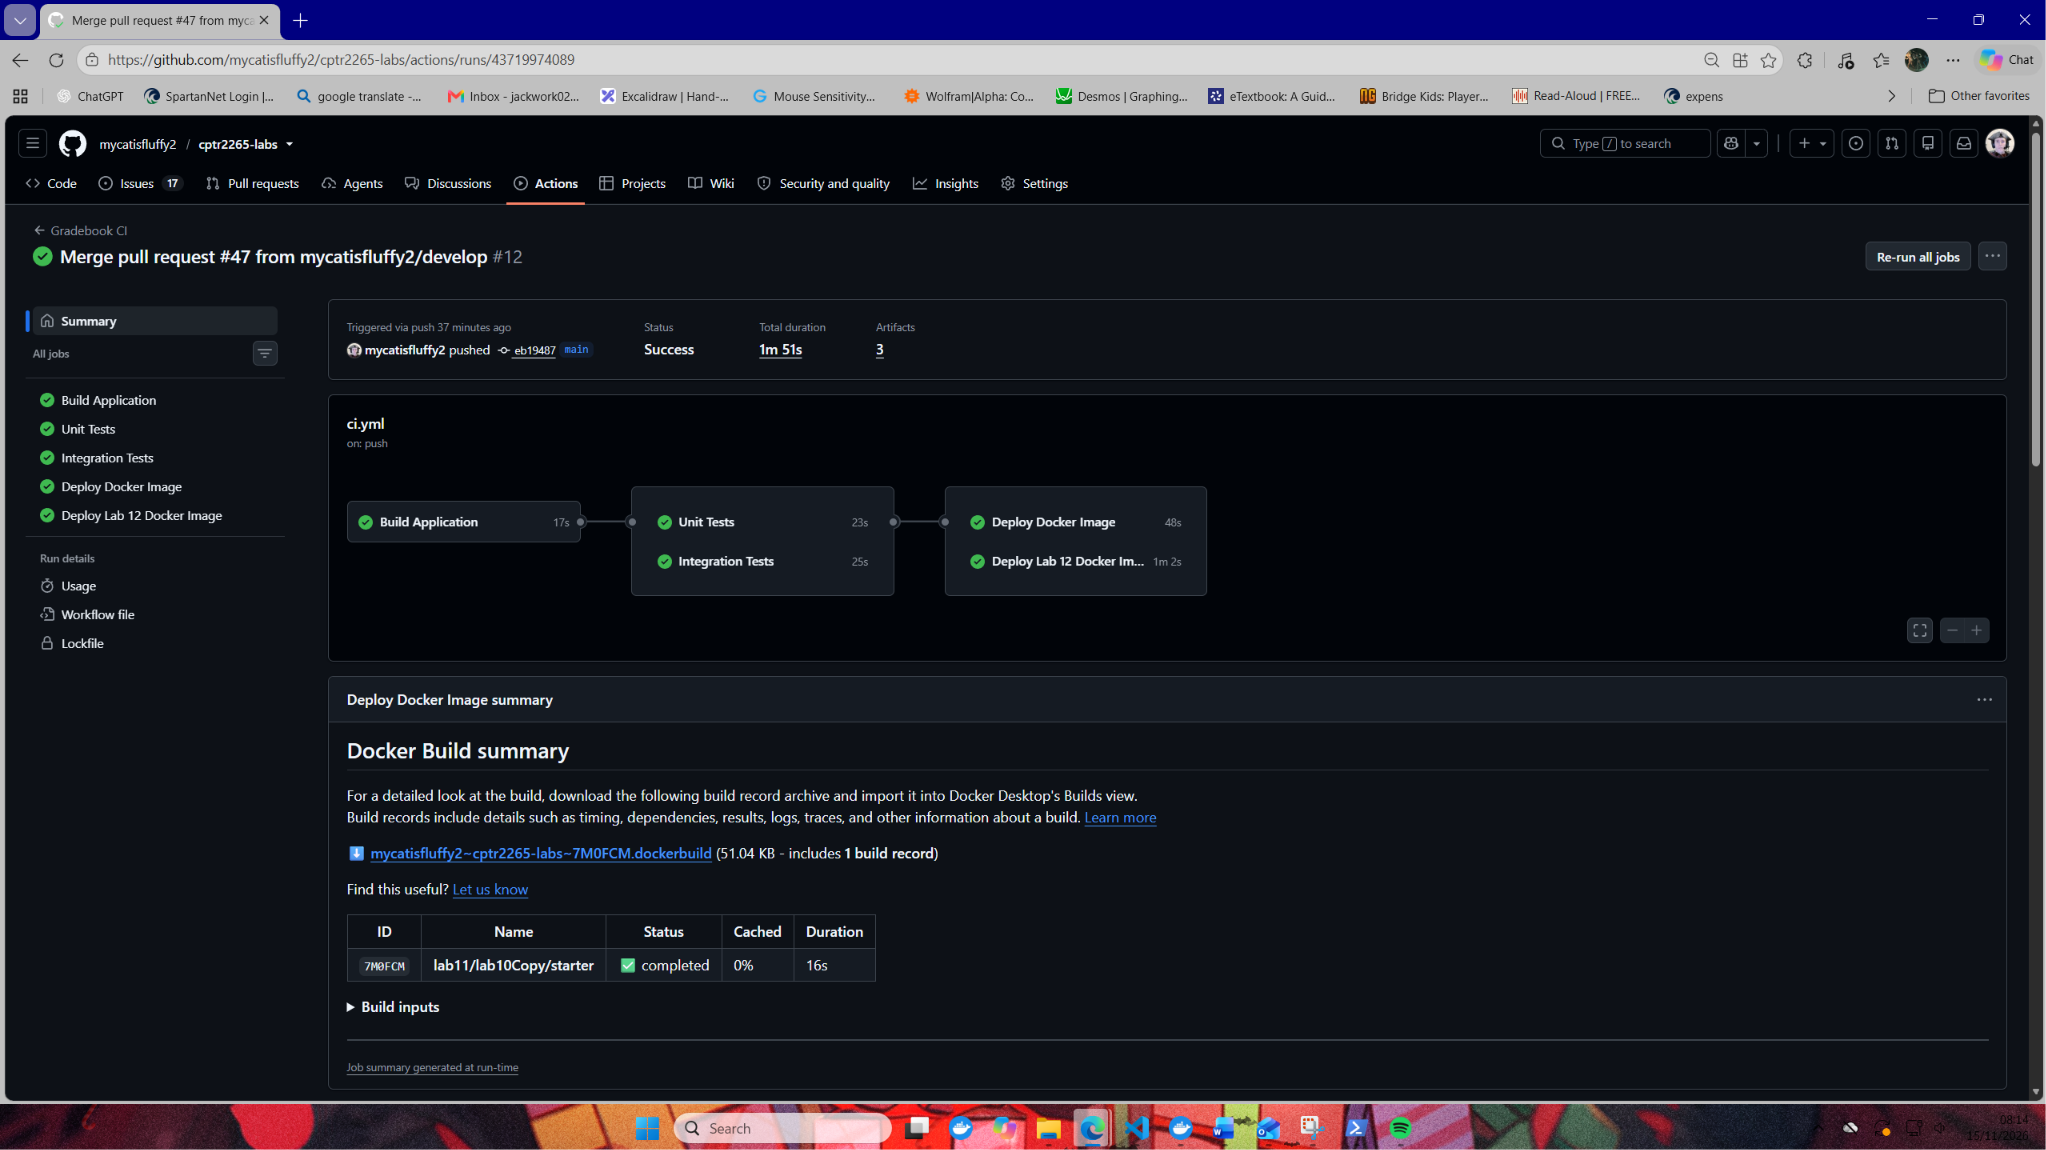 Merge pull request #47 from myca
https://github.com/mycatisfluffy2/cptr2265-labs/actions/runs/43719974089
Chat
ChatGPT
SpartanNet Login |...
google translate -...
Inbox - jackwork02...
Excalidraw | Hand-...
Mouse Sensitivity...
Wolfram|Alpha: Co...
Desmos | Graphing...
eTextbook: A Guid...
Bridge Kids: Player...
Read-Aloud | FREE...
expens
Other favorites
mycatisfluffy2 / cptr2265-labs
Type / to search
Code
Issues 17
Pull requests
Agents
Discussions
Actions
Projects
Wiki
Security and quality
Insights
Settings
Gradebook CI
Merge pull request #47 from mycatisfluffy2/develop #12
Re-run all jobs
Summary
All jobs
Build Application
Unit Tests
Integration Tests
Deploy Docker Image
Deploy Lab 12 Docker Image
Run details
Usage
Workflow file
Lockfile
Triggered via push 37 minutes ago
mycatisfluffy2 pushed eb19487 main
Status
Success
Total duration
1m 51s
Artifacts
3
ci.yml
on: push
Build Application 17s
Unit Tests 23s
Integration Tests 25s
Deploy Docker Image 48s
Deploy Lab 12 Docker Im... 1m 2s
Deploy Docker Image summary
Docker Build summary
For a detailed look at the build, download the following build record archive and import it into Docker Desktop's Builds view.
Build records include details such as timing, dependencies, results, logs, traces, and other information about a build. Learn more
mycatisfluffy2~cptr2265-labs~7M0FCM.dockerbuild (51.04 KB - includes 1 build record)
Find this useful? Let us know
ID Name Status Cached Duration
7M0FCM lab11/lab10Copy/starter completed 0% 16s
Build inputs
Job summary generated at run-time
Search
08:14
15/11/2026